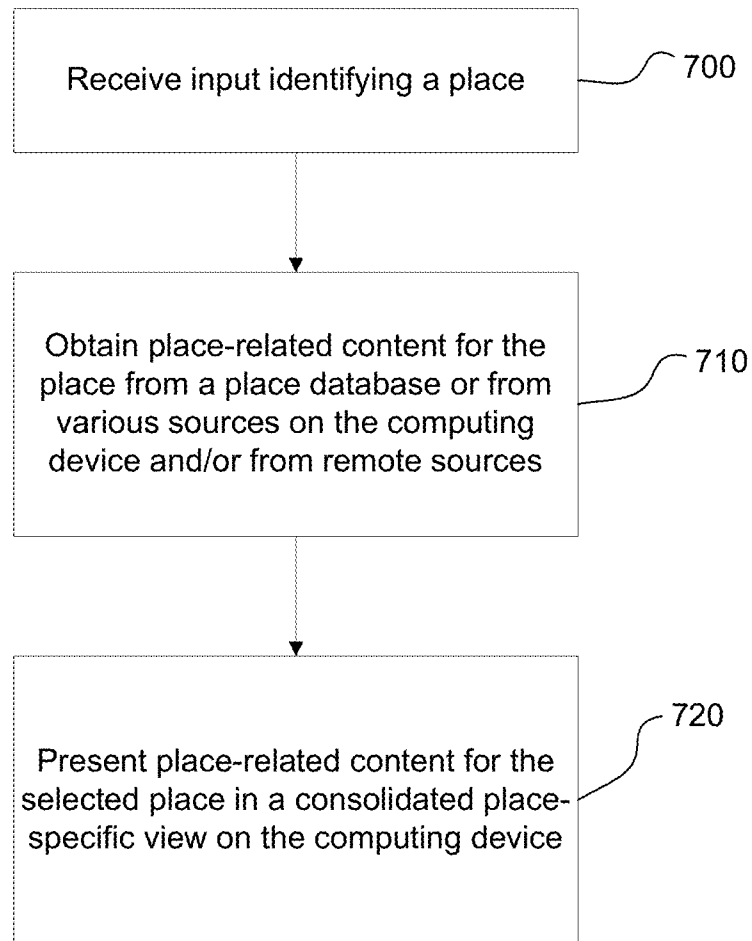 Receive input identifying a place
700
Obtain place-related content for the
place from a place database or from
various sources on the computing
device and/or from remote sources
710
Present place-related content for the
selected place in a consolidated place-
specific view on the computing device
720